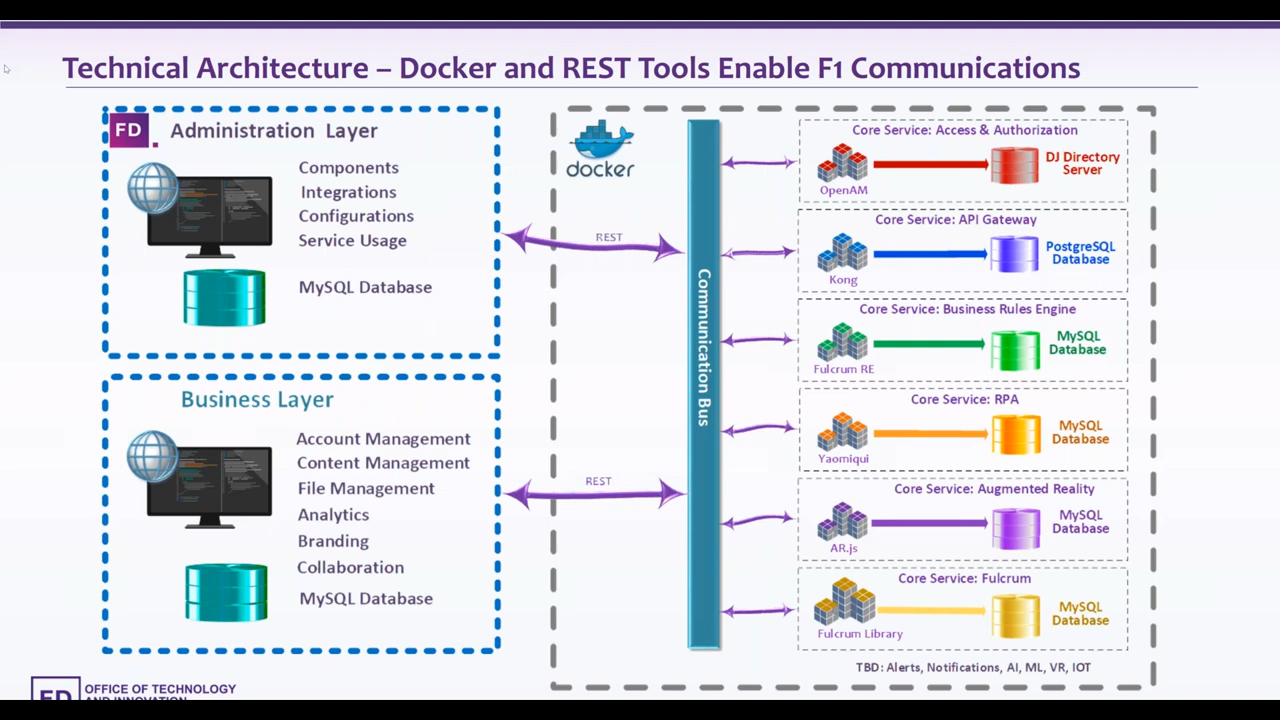 Technical Architecture – Docker and REST Tools Enable F1 Communications
FD
Administration Layer
Components
Integrations
Configurations
Service Usage
MySQL Database
Business Layer
Account Management
Content Management
File Management
Analytics
Branding
Collaboration
MySQL Database
REST
REST
docker
Communication Bus
Core Service: Access & Authorization
OpenAM
DJ Directory
Server
Core Service: API Gateway
Kong
PostgreSQL
Database
Core Service: Business Rules Engine
Fulcrum RE
MySQL
Database
Core Service: RPA
Yaomiqui
MySQL
Database
Core Service: Augmented Reality
AR.js
MySQL
Database
Core Service: Fulcrum
Fulcrum Library
MySQL
Database
TBD: Alerts, Notifications, AI, ML, VR, IOT
FD
OFFICE OF TECHNOLOGY
AND INNOVATION